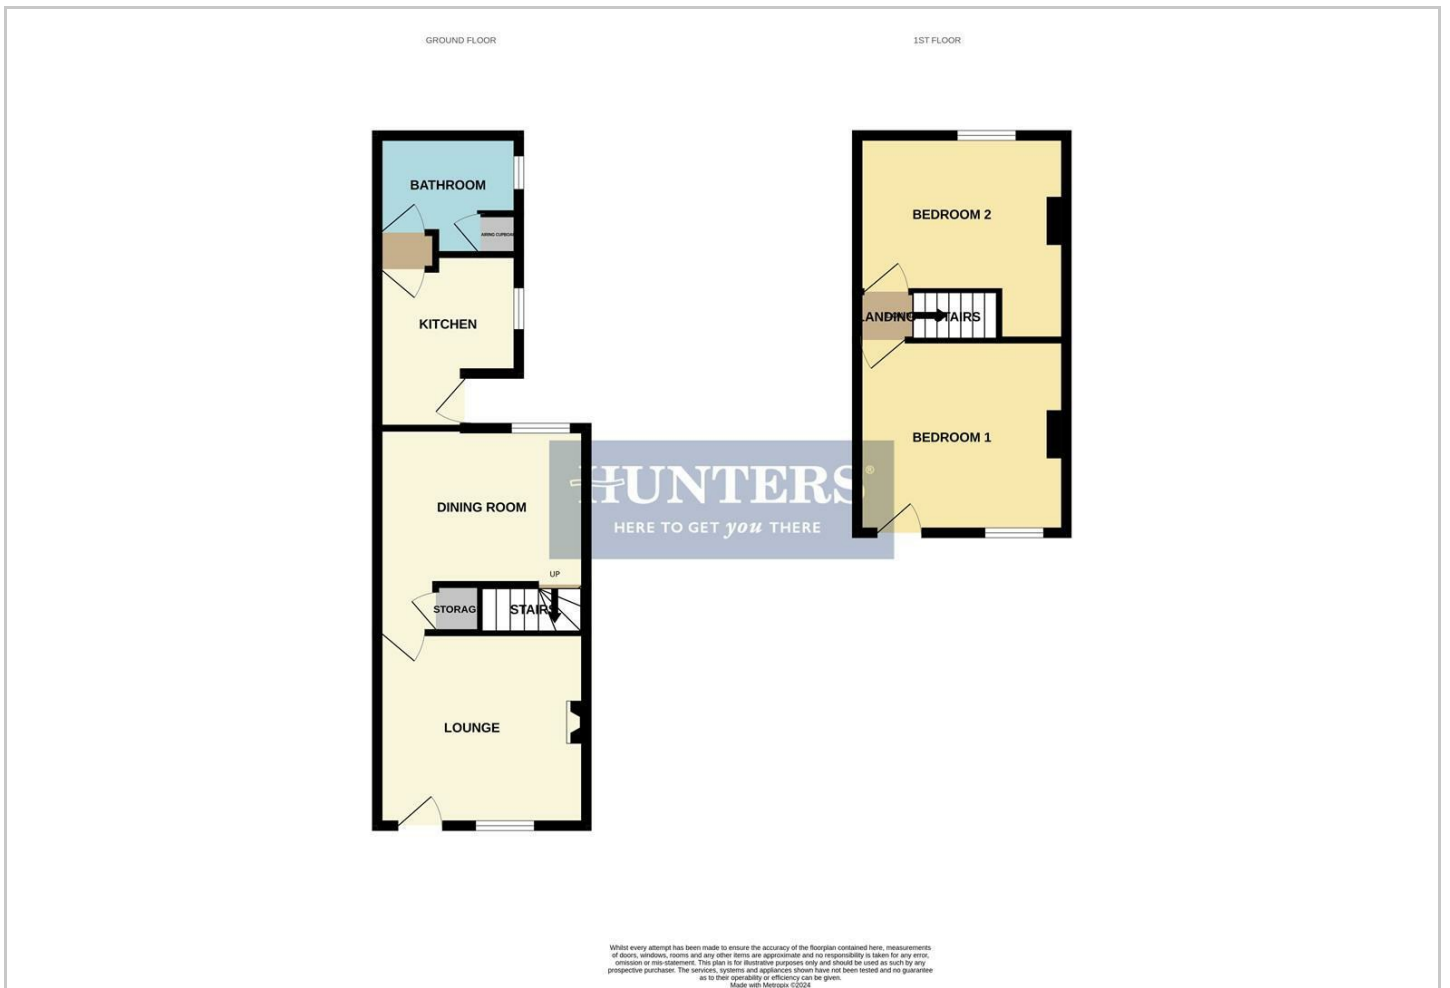 GROUND FLOOR
1ST FLOOR
BATHROOM
AIRING CUPBOARD
KITCHEN
DINING ROOM
UP
STORAG
STAIRS
LOUNGE
BEDROOM 2
LANDING
STAIRS
BEDROOM 1
HUNTERS®
HERE TO GET you THERE
Whilst every attempt has been made to ensure the accuracy of the floorplan contained here, measurements
of doors, windows, rooms and any other items are approximate and no responsibility is taken for any error,
omission or mis-statement. This plan is for illustrative purposes only and should be used as such by any
prospective purchaser. The services, systems and appliances shown have not been tested and no guarantee
as to their operability or efficiency can be given.
Made with Metropix ©2024